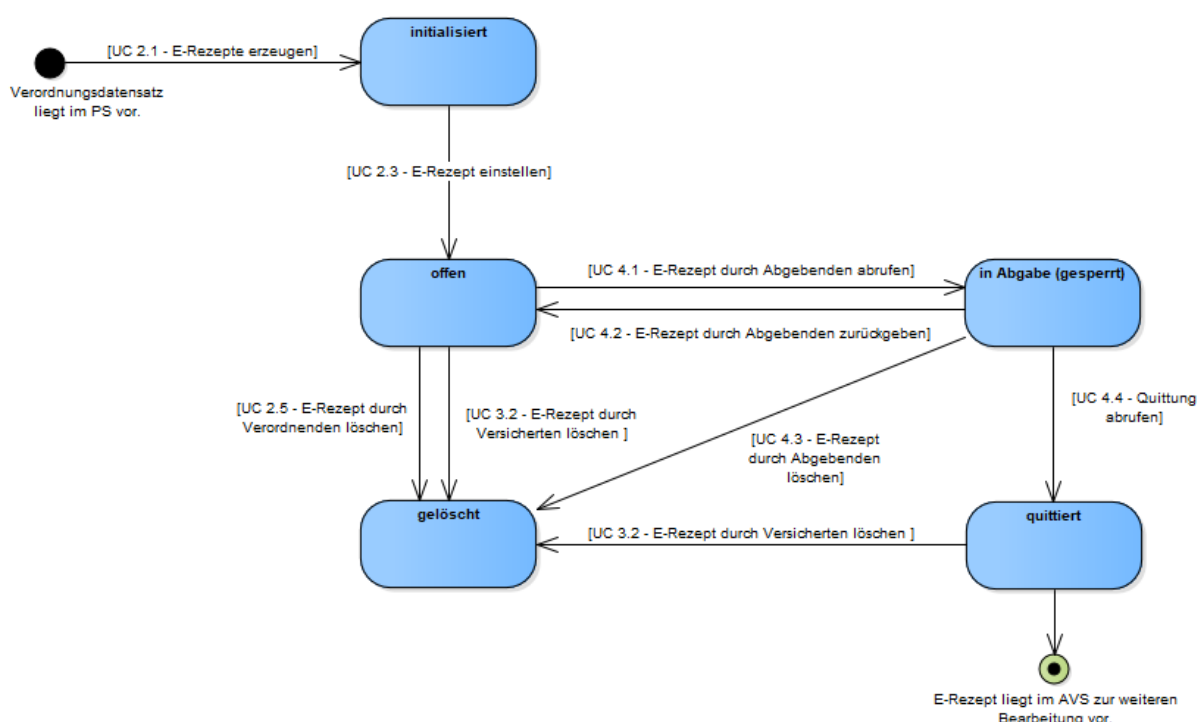 initialisiert
[UC 2.1 - E-Rezepte erzeugen]
Verordnungsdatensatz
liegt im PS vor.
[UC 2.3 - E-Rezept einstellen]
offen
[UC 4.1 - E-Rezept durch Abgebenden abrufen]
in Abgabe (gesperrt)
[UC 4.2 - E-Rezept durch Abgebenden zurückgeben]
[UC 2.5 - E-Rezept durch
Verordnenden löschen]
[UC 3.2 - E-Rezept durch
Versicherten löschen ]
[UC 4.3 - E-Rezept
durch Abgebenden
löschen]
[UC 4.4 - Quittung
abrufen]
gelöscht
[UC 3.2 - E-Rezept durch Versicherten löschen ]
quittiert
E-Rezept liegt im AVS zur weiteren
Bearbeitung vor